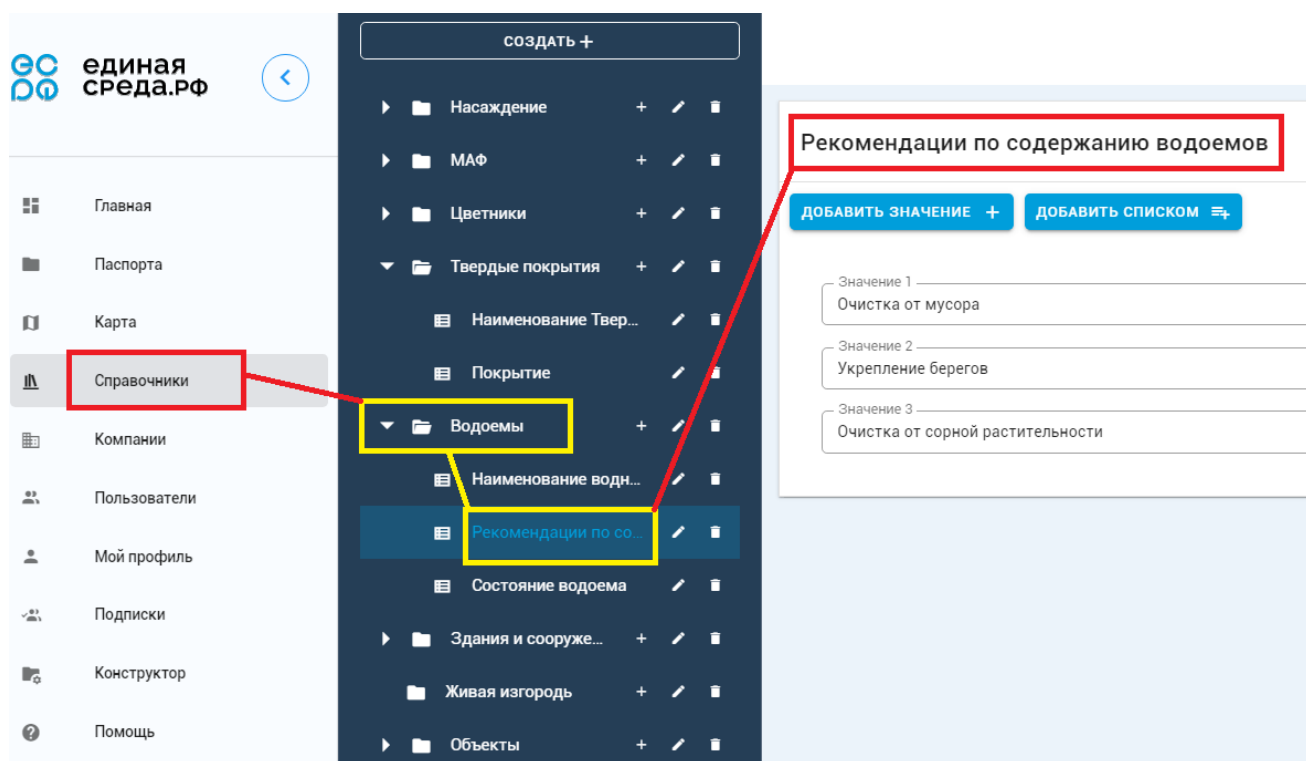 единая
среда.рф
Главная
Паспорта
Карта
Справочники
Компании
Пользователи
Мой профиль
Подписки
Конструктор
Помощь
СОЗДАТЬ +
Насаждение
МАФ
Цветники
Твердые покрытия
Наименование Твер...
Покрытие
Водоемы
Наименование водн...
Рекомендации по со...
Состояние водоема
Здания и сооруже...
Живая изгородь
Объекты
Рекомендации по содержанию водоемов
ДОБАВИТЬ ЗНАЧЕНИЕ +
ДОБАВИТЬ СПИСКОМ
Значение 1
Очистка от мусора
Значение 2
Укрепление берегов
Значение 3
Очистка от сорной растительности